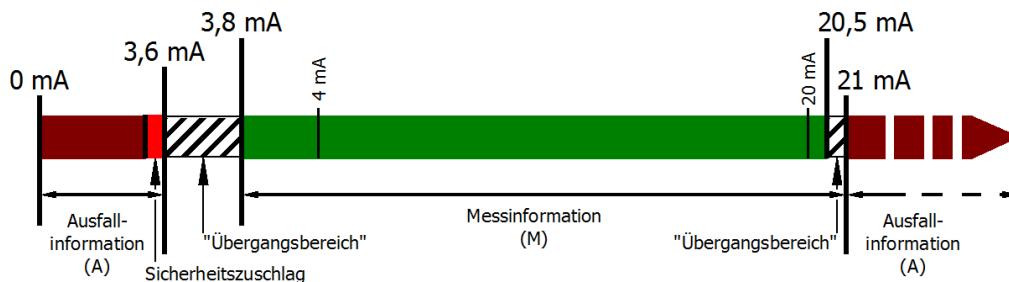 0 mA
3,6 mA
3,8 mA
4 mA
20 mA
20,5 mA
21 mA
Ausfall-
information
(A)
Sicherheitszuschlag
"Übergangsbereich"
Messinformation
(M)
"Übergangsbereich"
Ausfall-
information
(A)